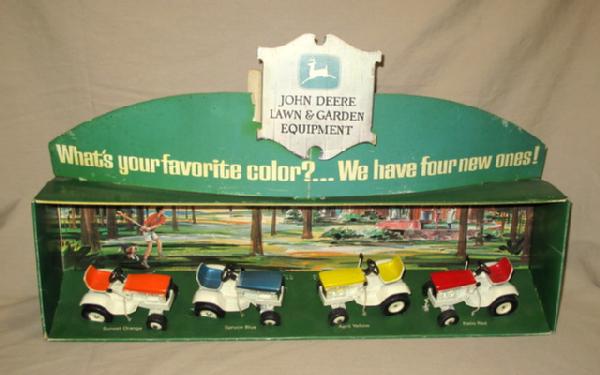 JOHN DEERE
LAWN & GARDEN
EQUIPMENT
What's your favorite color?... We have four new ones!
Sunset Orange
Spruce Blue
April Yellow
Patio Red